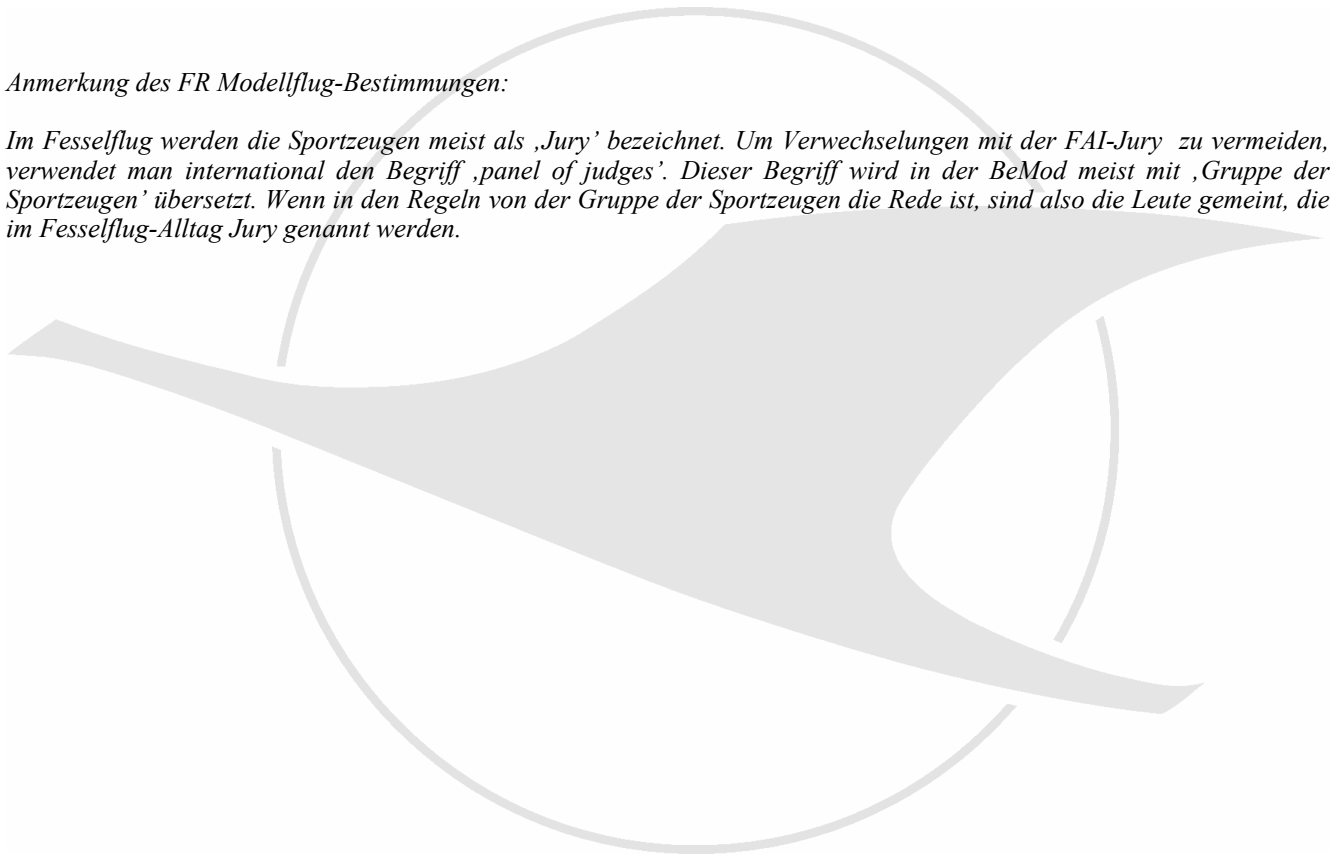 Anmerkung des FR Modellflug-Bestimmungen:
Im Fesselflug werden die Sportzeugen meist als ‚Jury’ bezeichnet. Um Verwechselungen mit der FAI-Jury zu vermeiden,
verwendet man international den Begriff ‚panel of judges’. Dieser Begriff wird in der BeMod meist mit ‚Gruppe der
Sportzeugen’ übersetzt. Wenn in den Regeln von der Gruppe der Sportzeugen die Rede ist, sind also die Leute gemeint, die
im Fesselflug-Alltag Jury genannt werden.